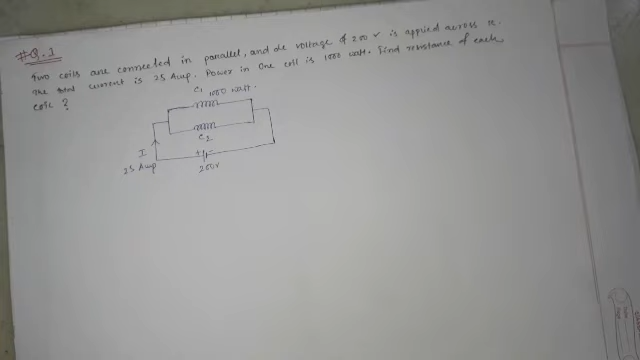 #Q.1
Two coils are connected in parallel, and dc voltage of 200 v is applied across it.
The total current is 25 Amp. Power in One coil is 1000 watt. Find resistance of each
coil ?
C1 1000 watt.
C2
I
25 Amp
+ -
200v